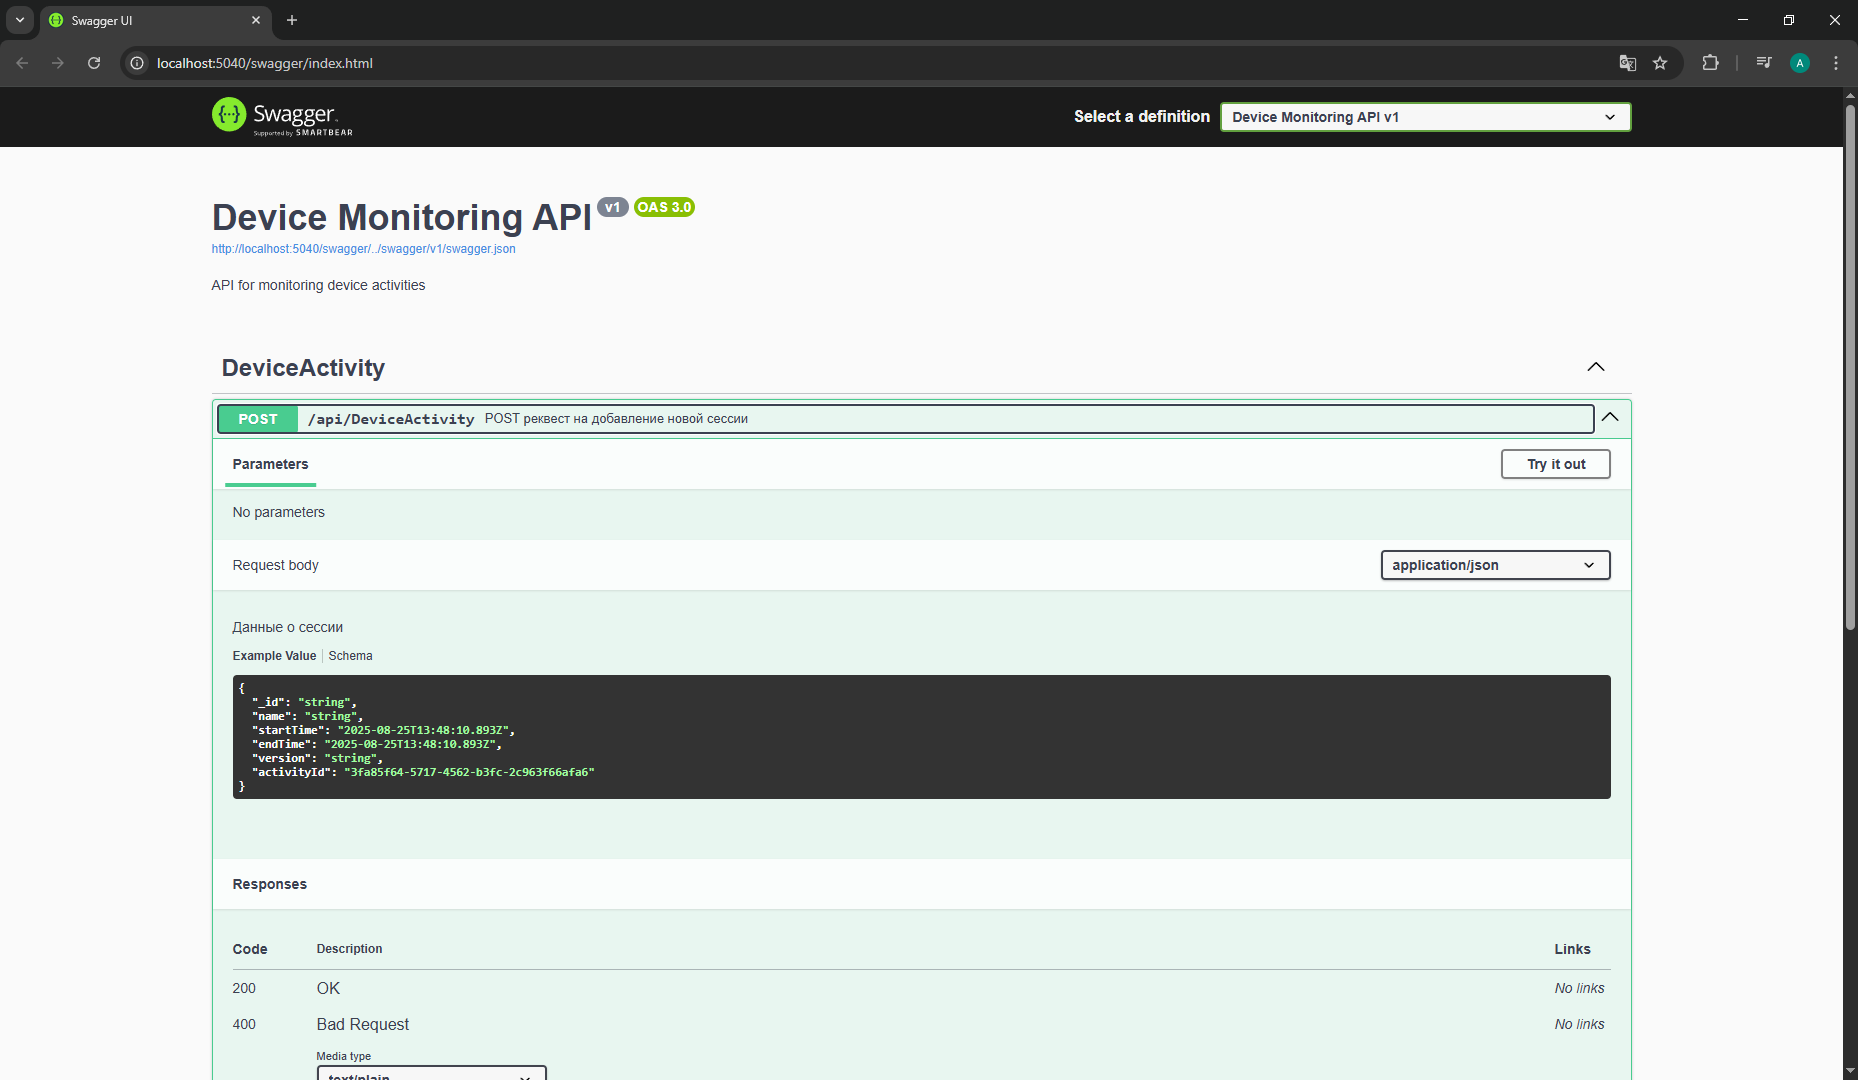 Swagger UI
localhost:5040/swagger/index.html
A
Swagger
Supported by SMARTBEAR
Select a definition
Device Monitoring API v1
Device Monitoring API v1 OAS 3.0
http://localhost:5040/swagger/../swagger/v1/swagger.json
API for monitoring device activities
DeviceActivity
POST /api/DeviceActivity POST реквест на добавление новой сессии
Parameters
Try it out
No parameters
Request body
application/json
Данные о сессии
Example Value Schema
{
"_id": "string",
"name": "string",
"startTime": "2025-08-25T13:48:10.893Z",
"endTime": "2025-08-25T13:48:10.893Z",
"version": "string",
"activityId": "3fa85f64-5717-4562-b3fc-2c963f66afa6"
}
Responses
Code Description Links
200 OK No links
400 Bad Request No links
Media type
text/plain